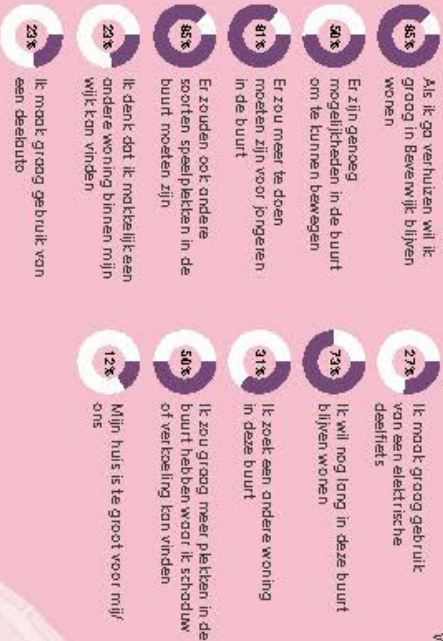 85%
Als ik ga verhuizen wil ik
graag in Beverwijk blijven
wonen
50%
Er zijn genoeg
mogelijkheden in de buurt
om te kunnen bewegen
81%
Er zou meer te doen
moeten zijn voor jongeren
in de buurt
85%
Er zouden ook andere
soorten speelplekken in de
buurt moeten zijn
23%
Ik denk dat ik makkelijk een
andere woning binnen mijn
wijk kan vinden
23%
Ik maak graag gebruik van
een deelauto
27%
Ik maak graag gebruik
van een elektrische
deelfiets
73%
Ik wil nog lang in deze buurt
blijven wonen
31%
Ik zoek een andere woning
in deze buurt
50%
Ik zou graag meer plekken in de
buurt hebben waar ik schaduw
of verkoeling kan vinden
12%
Mijn huis is te groot voor mij/
ons